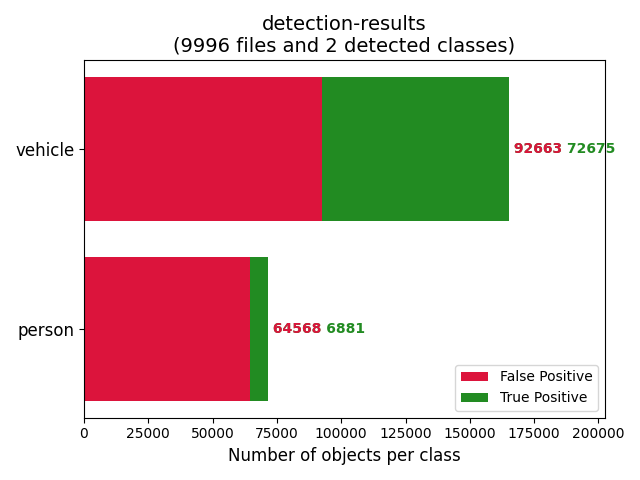 detection-results
(9996 files and 2 detected classes)
vehicle
92663 72675
person
64568 6881
False Positive
True Positive
0 25000 50000 75000 100000 125000 150000 175000 200000
Number of objects per class